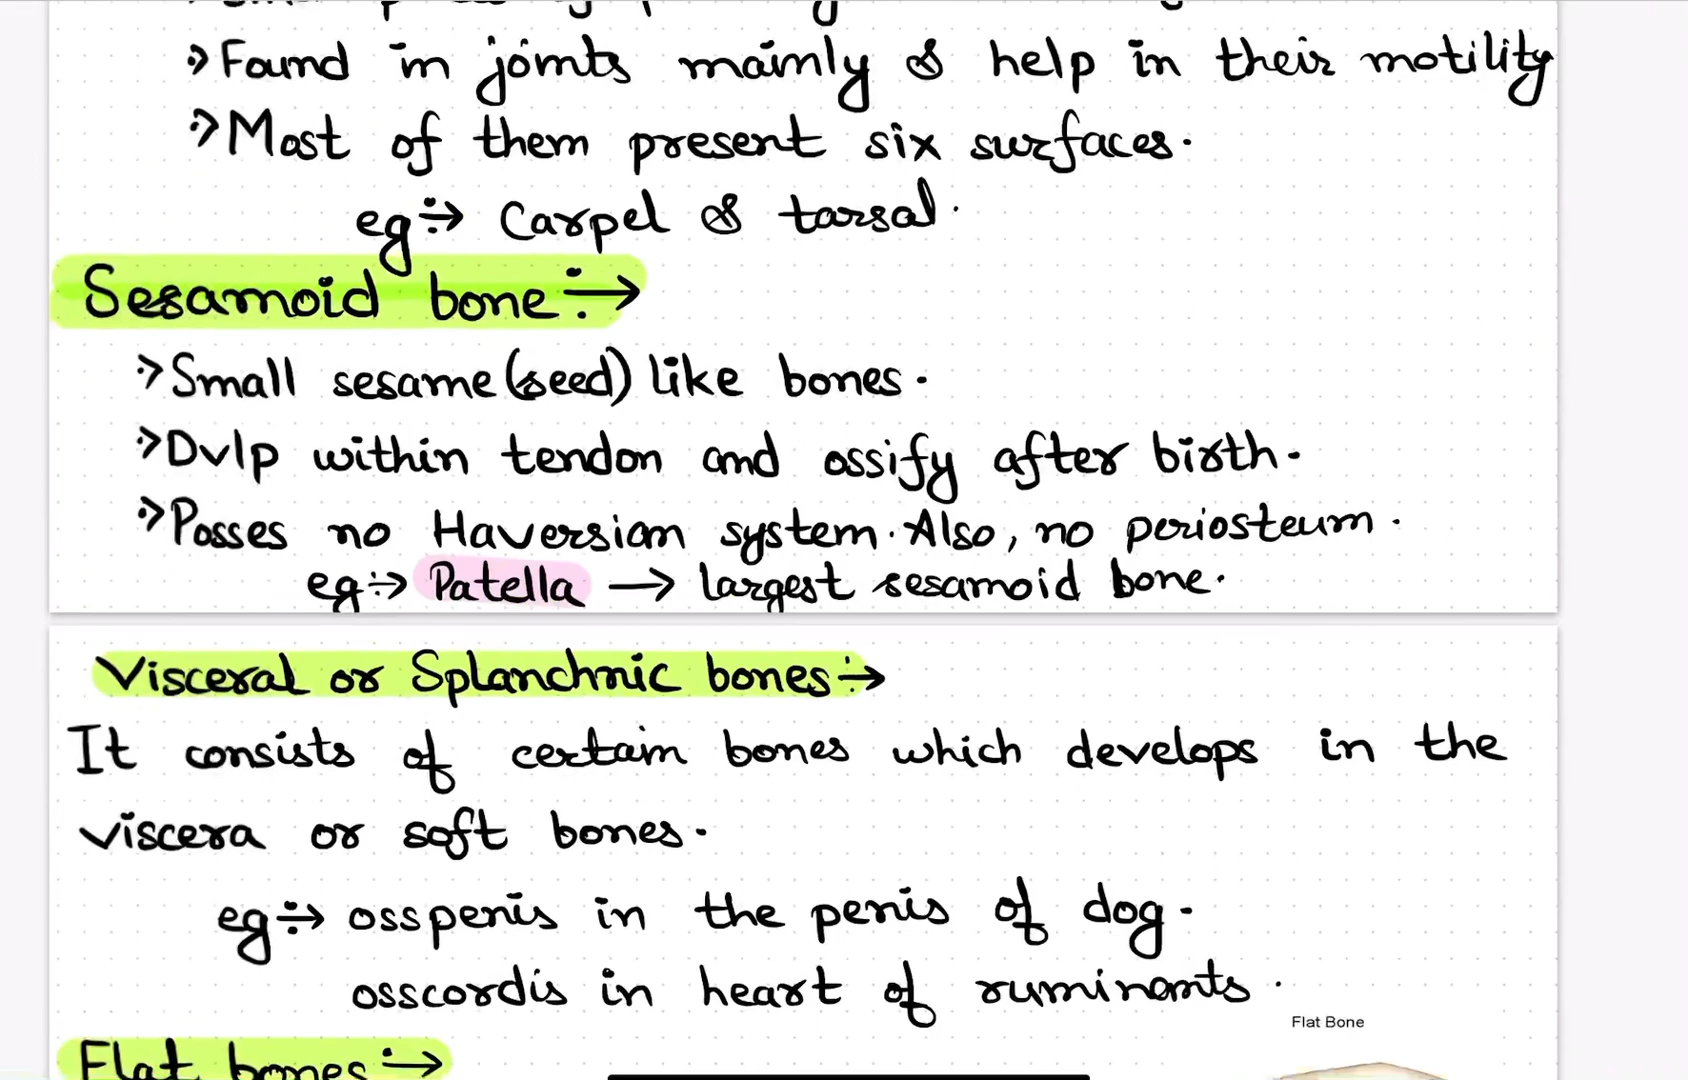 ∴> Found in joints mainly & help in their motility
∴> Most of them present six surfaces.
eg ÷> Carpel & tarsal.
Sesamoid bone ÷→
∴> Small sesame (seed) like bones.
∴> Dvlp within tendon and ossify after birth.
∴> Posses no Haversian system. Also, no periosteum.
eg ÷> Patella → largest sesamoid bone.
Visceral or Splanchnic bones ÷→
It consists of certain bones which develops in the
viscera or soft bones.
eg ÷> osspenis in the penis of dog.
osscordis in heart of ruminants.
Flat Bone
Flat bones ÷→